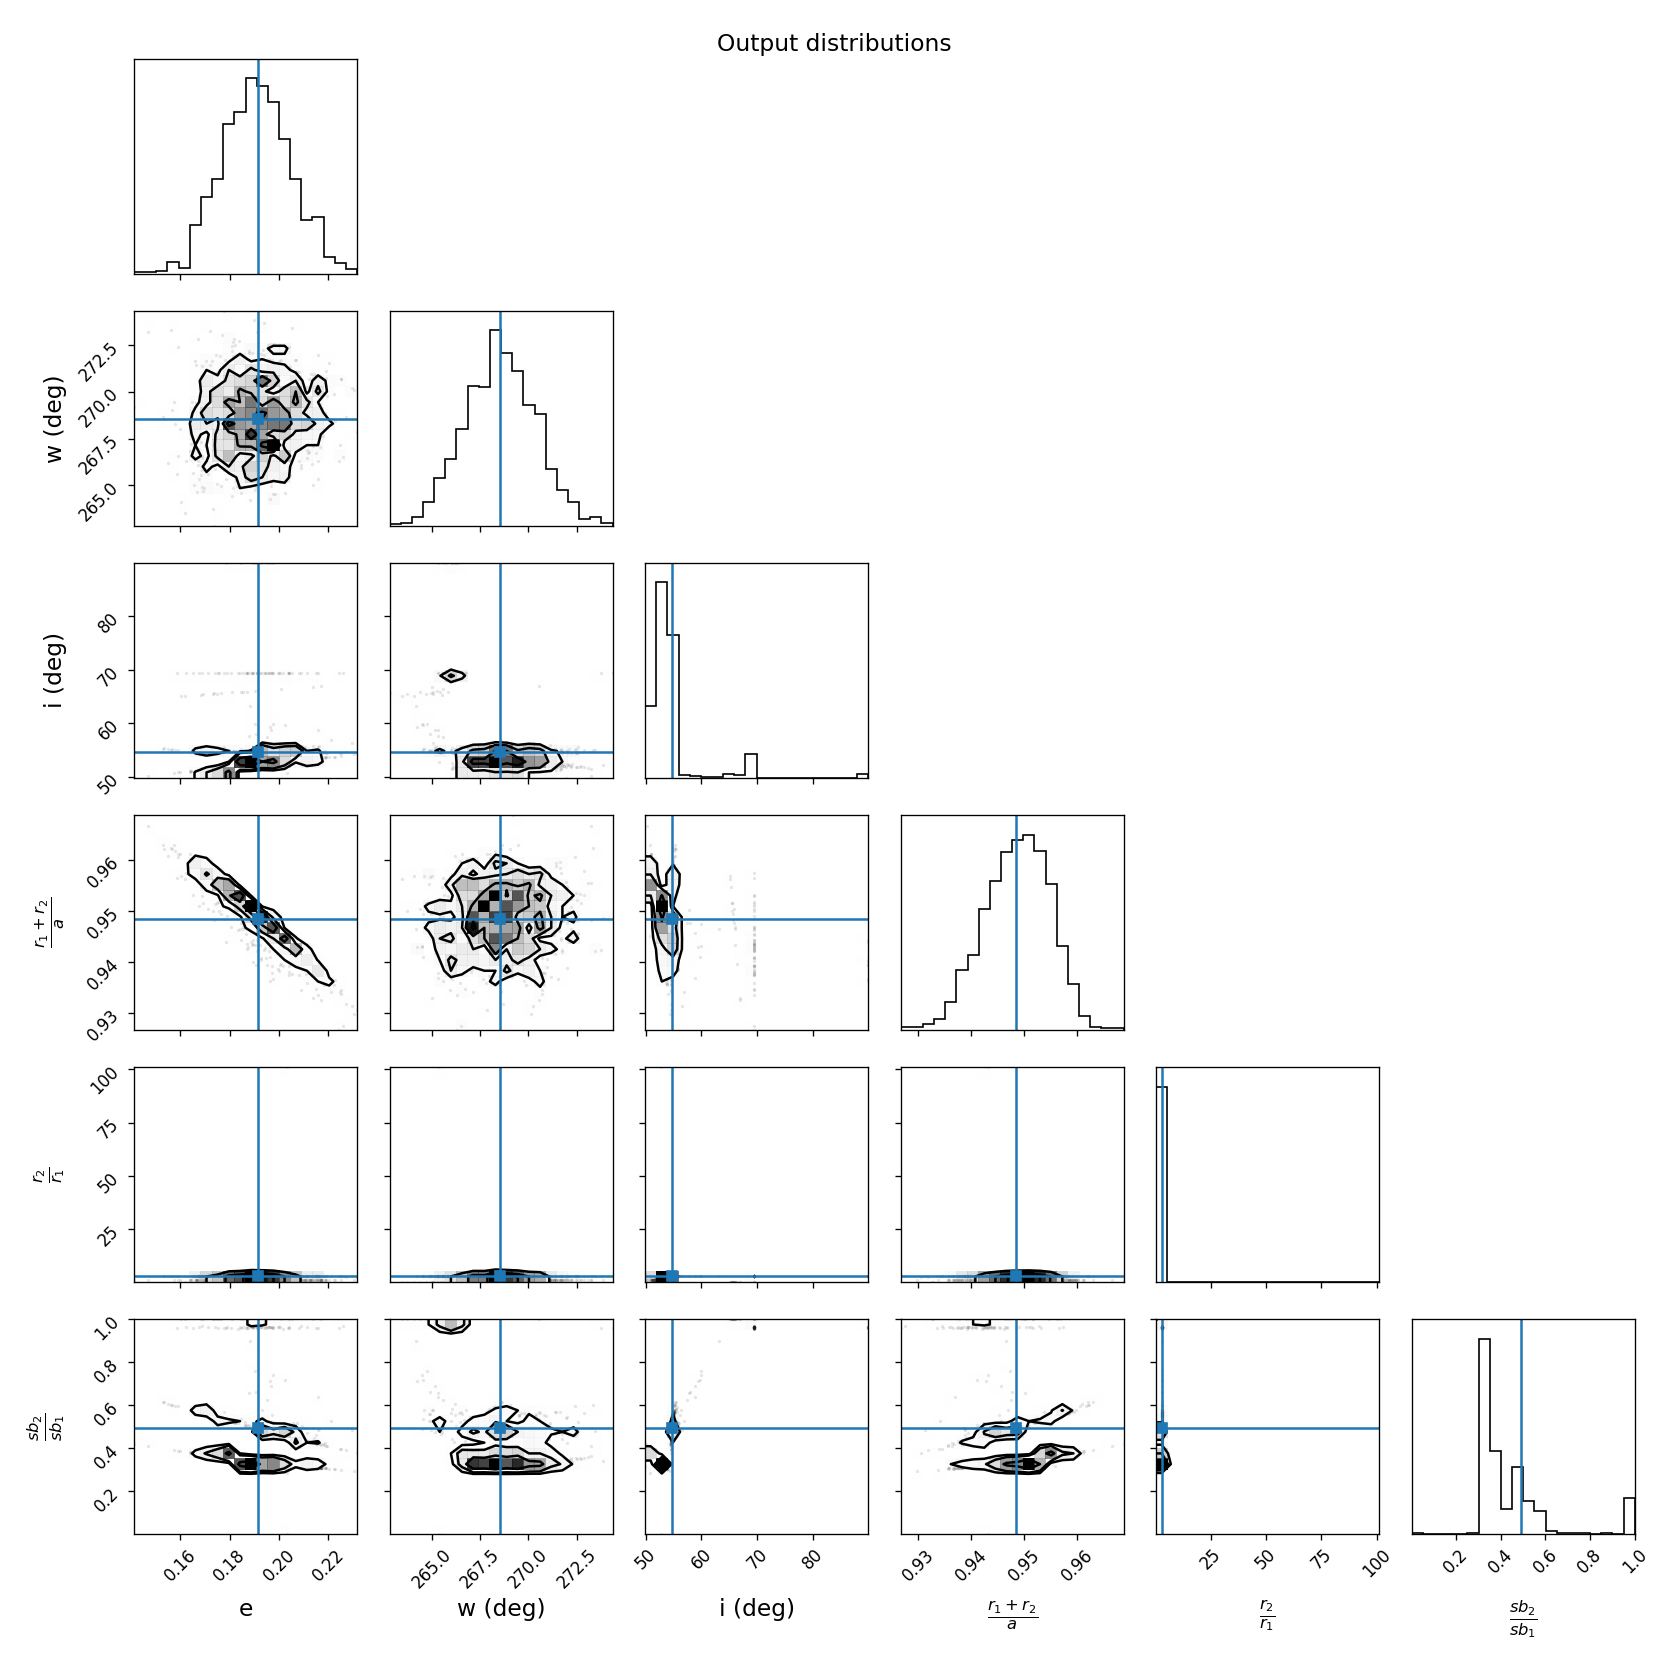 Output distributions
w (deg)
272.5
270.0
267.5
265.0
i (deg)
80
70
60
50
r₁ + r₂
a
0.96
0.95
0.94
0.93
r₂
r₁
100
75
50
25
sb₂
sb₁
1.0
0.8
0.6
0.4
0.2
0.16 0.18 0.20 0.22
265.0 267.5 270.0 272.5
50 60 70 80
0.93 0.94 0.95 0.96
25 50 75 100
0.2 0.4 0.6 0.8 1.0
e
w (deg)
i (deg)
r₁ + r₂
a
r₂
r₁
sb₂
sb₁